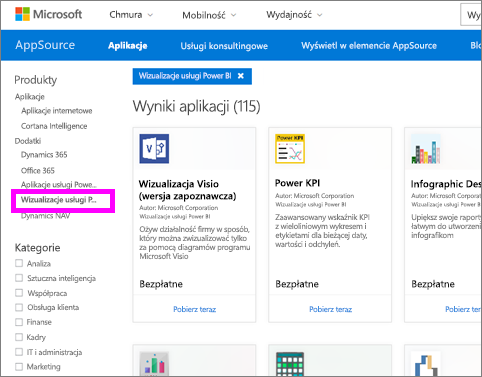 Microsoft
Chmura
Mobilność
Wydajność
Wy
AppSource
Aplikacje
Usługi konsultingowe
Wyświetl w elemencie AppSource
Blo
Produkty
Aplikacje
Aplikacje internetowe
Cortana Intelligence
Dodatki
Dynamics 365
Office 365
Aplikacje usługi Powe...
Wizualizacje usługi P...
Dynamics NAV
Kategorie
Analiza
Sztuczna inteligencja
Współpraca
Obsługa klienta
Finanse
Kadry
IT i administracja
Marketing
Wizualizacje usługi Power BI ×
Wyniki aplikacji (115)
Wizualizacja Visio
(wersja zapoznawcza)
Autor: Microsoft Corporation
Wizualizacje usługi Power BI
Ożyw działalność firmy w sposób,
który można zwizualizować tylko
za pomocą diagramów programu
Microsoft Visio
Bezpłatne
Pobierz teraz
Power KPI
Power KPI
Autor: Microsoft Corporation
Wizualizacje usługi Power BI
Zaawansowany wskaźnik KPI
z wieloliniowym wykresem i
etykietami dla bieżącej daty,
wartości i odchyleń.
Bezpłatne
Pobierz teraz
Infographic Des
Autor: Microsoft Corporat
Wizualizacje usługi Power BI
Upiększ swoje raporty
łatwym do utworzeni
infografikom
Bezpłatne
Pobierz